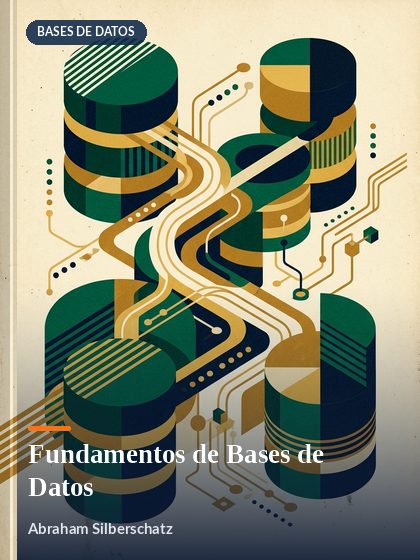 BASES DE DATOS
Fundamentos de Bases de
Datos
Abraham Silberschatz